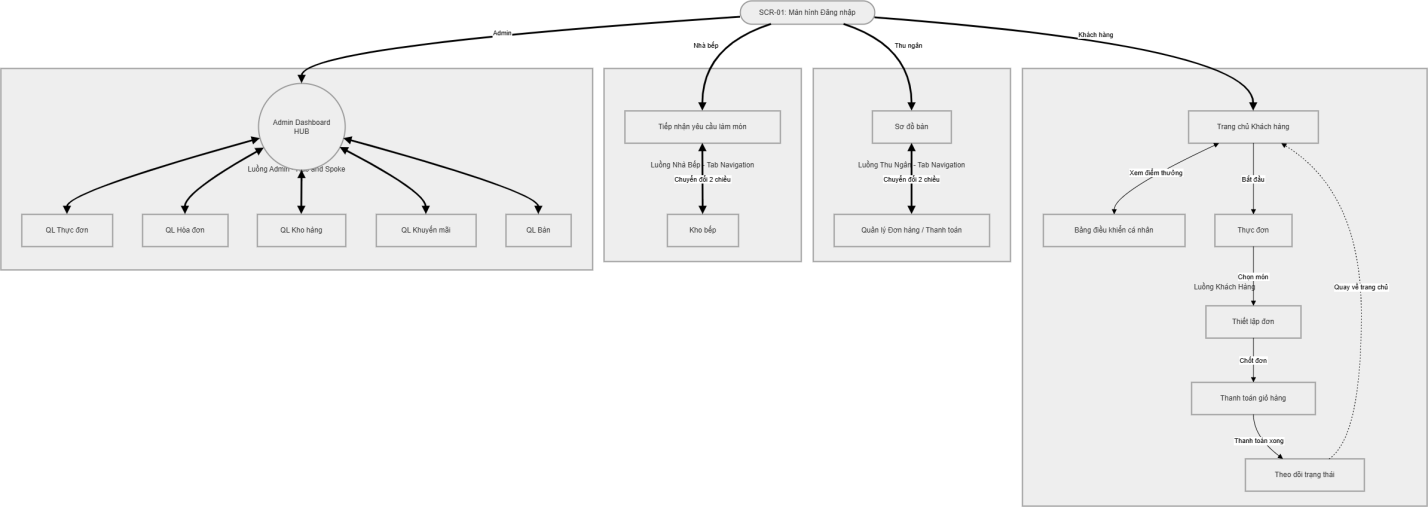 SCR-01: Màn hình Đăng nhập
Admin
Nhà bếp
Thu ngân
Khách hàng
Admin Dashboard
HUB
Luồng Admin - and Spoke
QL Thực đơn
QL Hóa đơn
QL Kho hàng
QL Khuyến mãi
QL Bàn
Tiếp nhận yêu cầu làm món
Luồng Nhà Bếp - Tab Navigation
Chuyển đổi 2 chiều
Kho bếp
Sơ đồ bàn
Luồng Thu Ngân - Tab Navigation
Chuyển đổi 2 chiều
Quản lý Đơn hàng / Thanh toán
Trang chủ Khách hàng
Xem điểm thưởng
Bắt đầu
Bảng điều khiển cá nhân
Thực đơn
Chọn món
Luồng Khách Hàng
Quay về trang chủ
Thiết lập đơn
Chốt đơn
Thanh toán giỏ hàng
Thanh toán xong
Theo dõi trạng thái